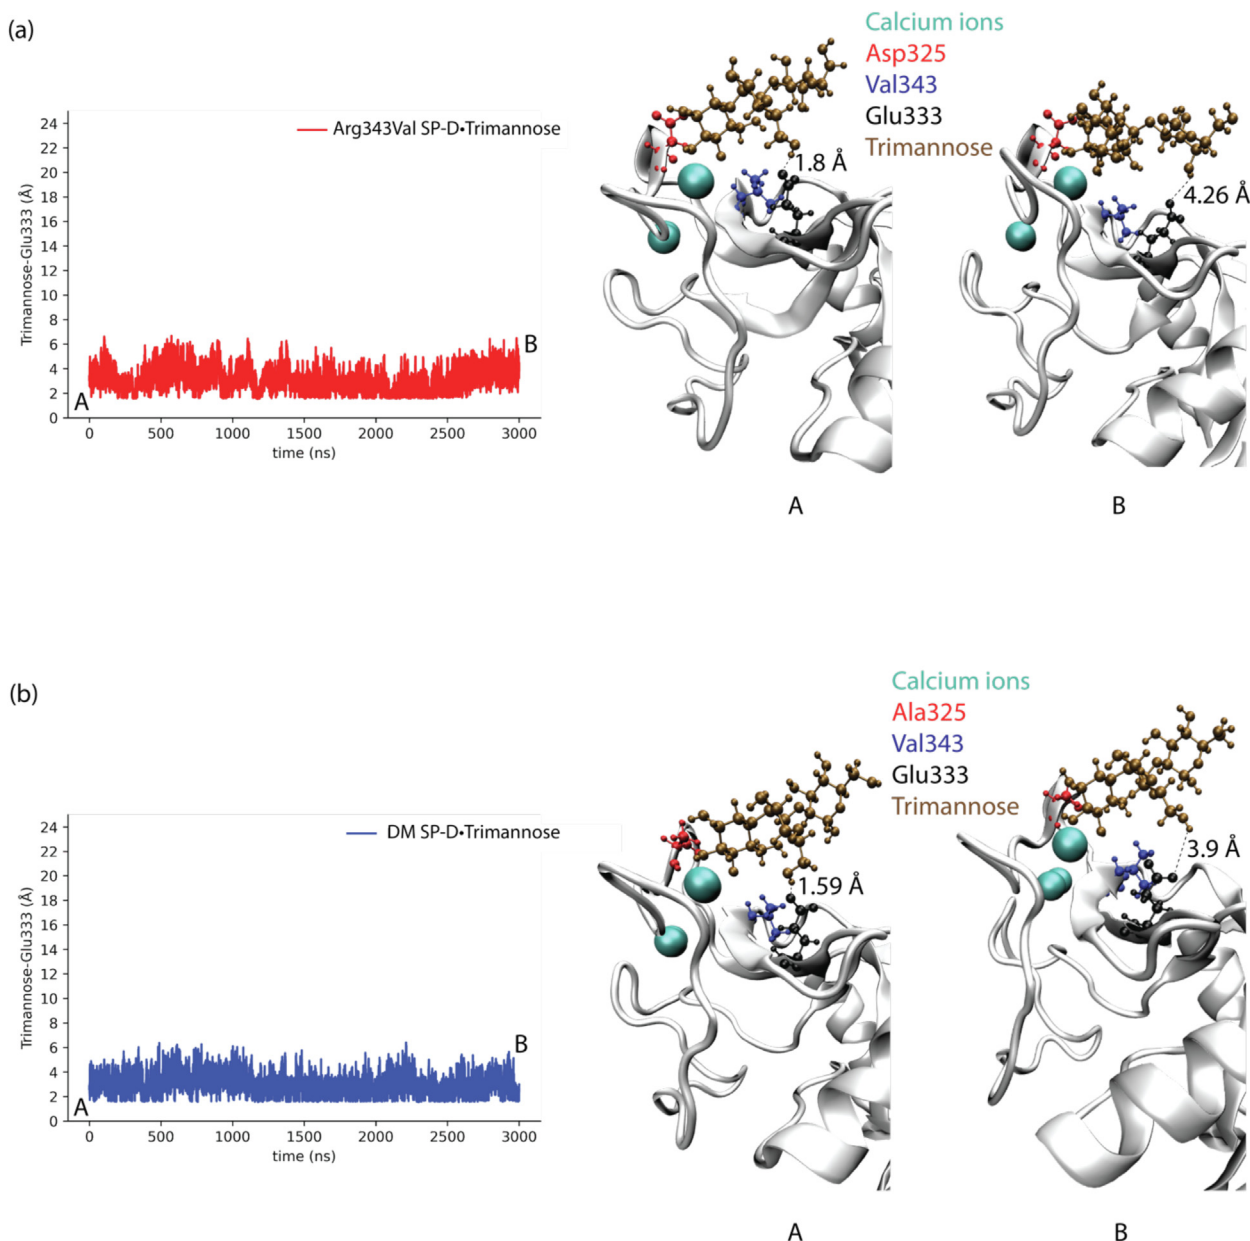 (a)
Calcium ions
Asp325
Val343
Glu333
Trimannose
Trimannose-Glu333 (Å)
24
22
20
18
16
14
12
10
8
6
4
2
0
Arg343Val SP-D•Trimannose
A
B
0 500 1000 1500 2000 2500 3000
time (ns)
1.8 Å
4.26 Å
A
B
(b)
Calcium ions
Ala325
Val343
Glu333
Trimannose
Trimannose-Glu333 (Å)
24
22
20
18
16
14
12
10
8
6
4
2
0
DM SP-D•Trimannose
A
B
0 500 1000 1500 2000 2500 3000
time (ns)
1.59 Å
3.9 Å
A
B